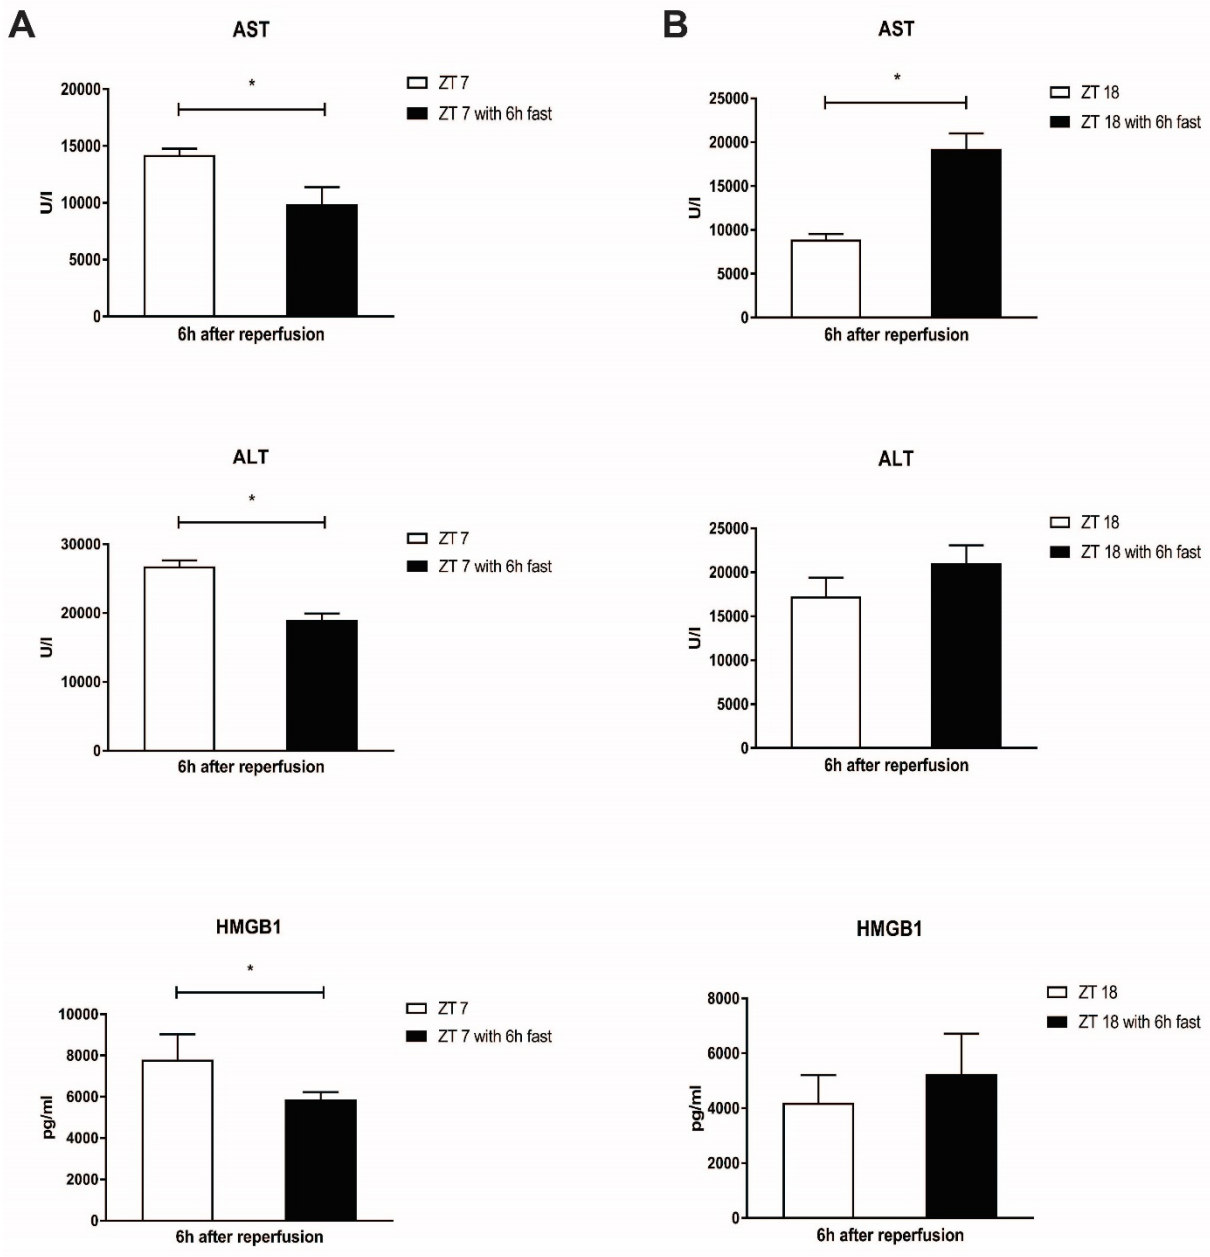 A
AST
*
ZT 7
ZT 7 with 6h fast
20000
15000
10000
5000
0
U/l
6h after reperfusion
ALT
*
ZT 7
ZT 7 with 6h fast
30000
20000
10000
0
U/l
6h after reperfusion
HMGB1
*
ZT 7
ZT 7 with 6h fast
10000
8000
6000
4000
2000
0
pg/ml
6h after reperfusion
B
AST
*
ZT 18
ZT 18 with 6h fast
25000
20000
15000
10000
5000
0
U/l
6h after reperfusion
ALT
ZT 18
ZT 18 with 6h fast
25000
20000
15000
10000
5000
0
U/l
6h after reperfusion
HMGB1
ZT 18
ZT 18 with 6h fast
8000
6000
4000
2000
0
pg/ml
6h after reperfusion